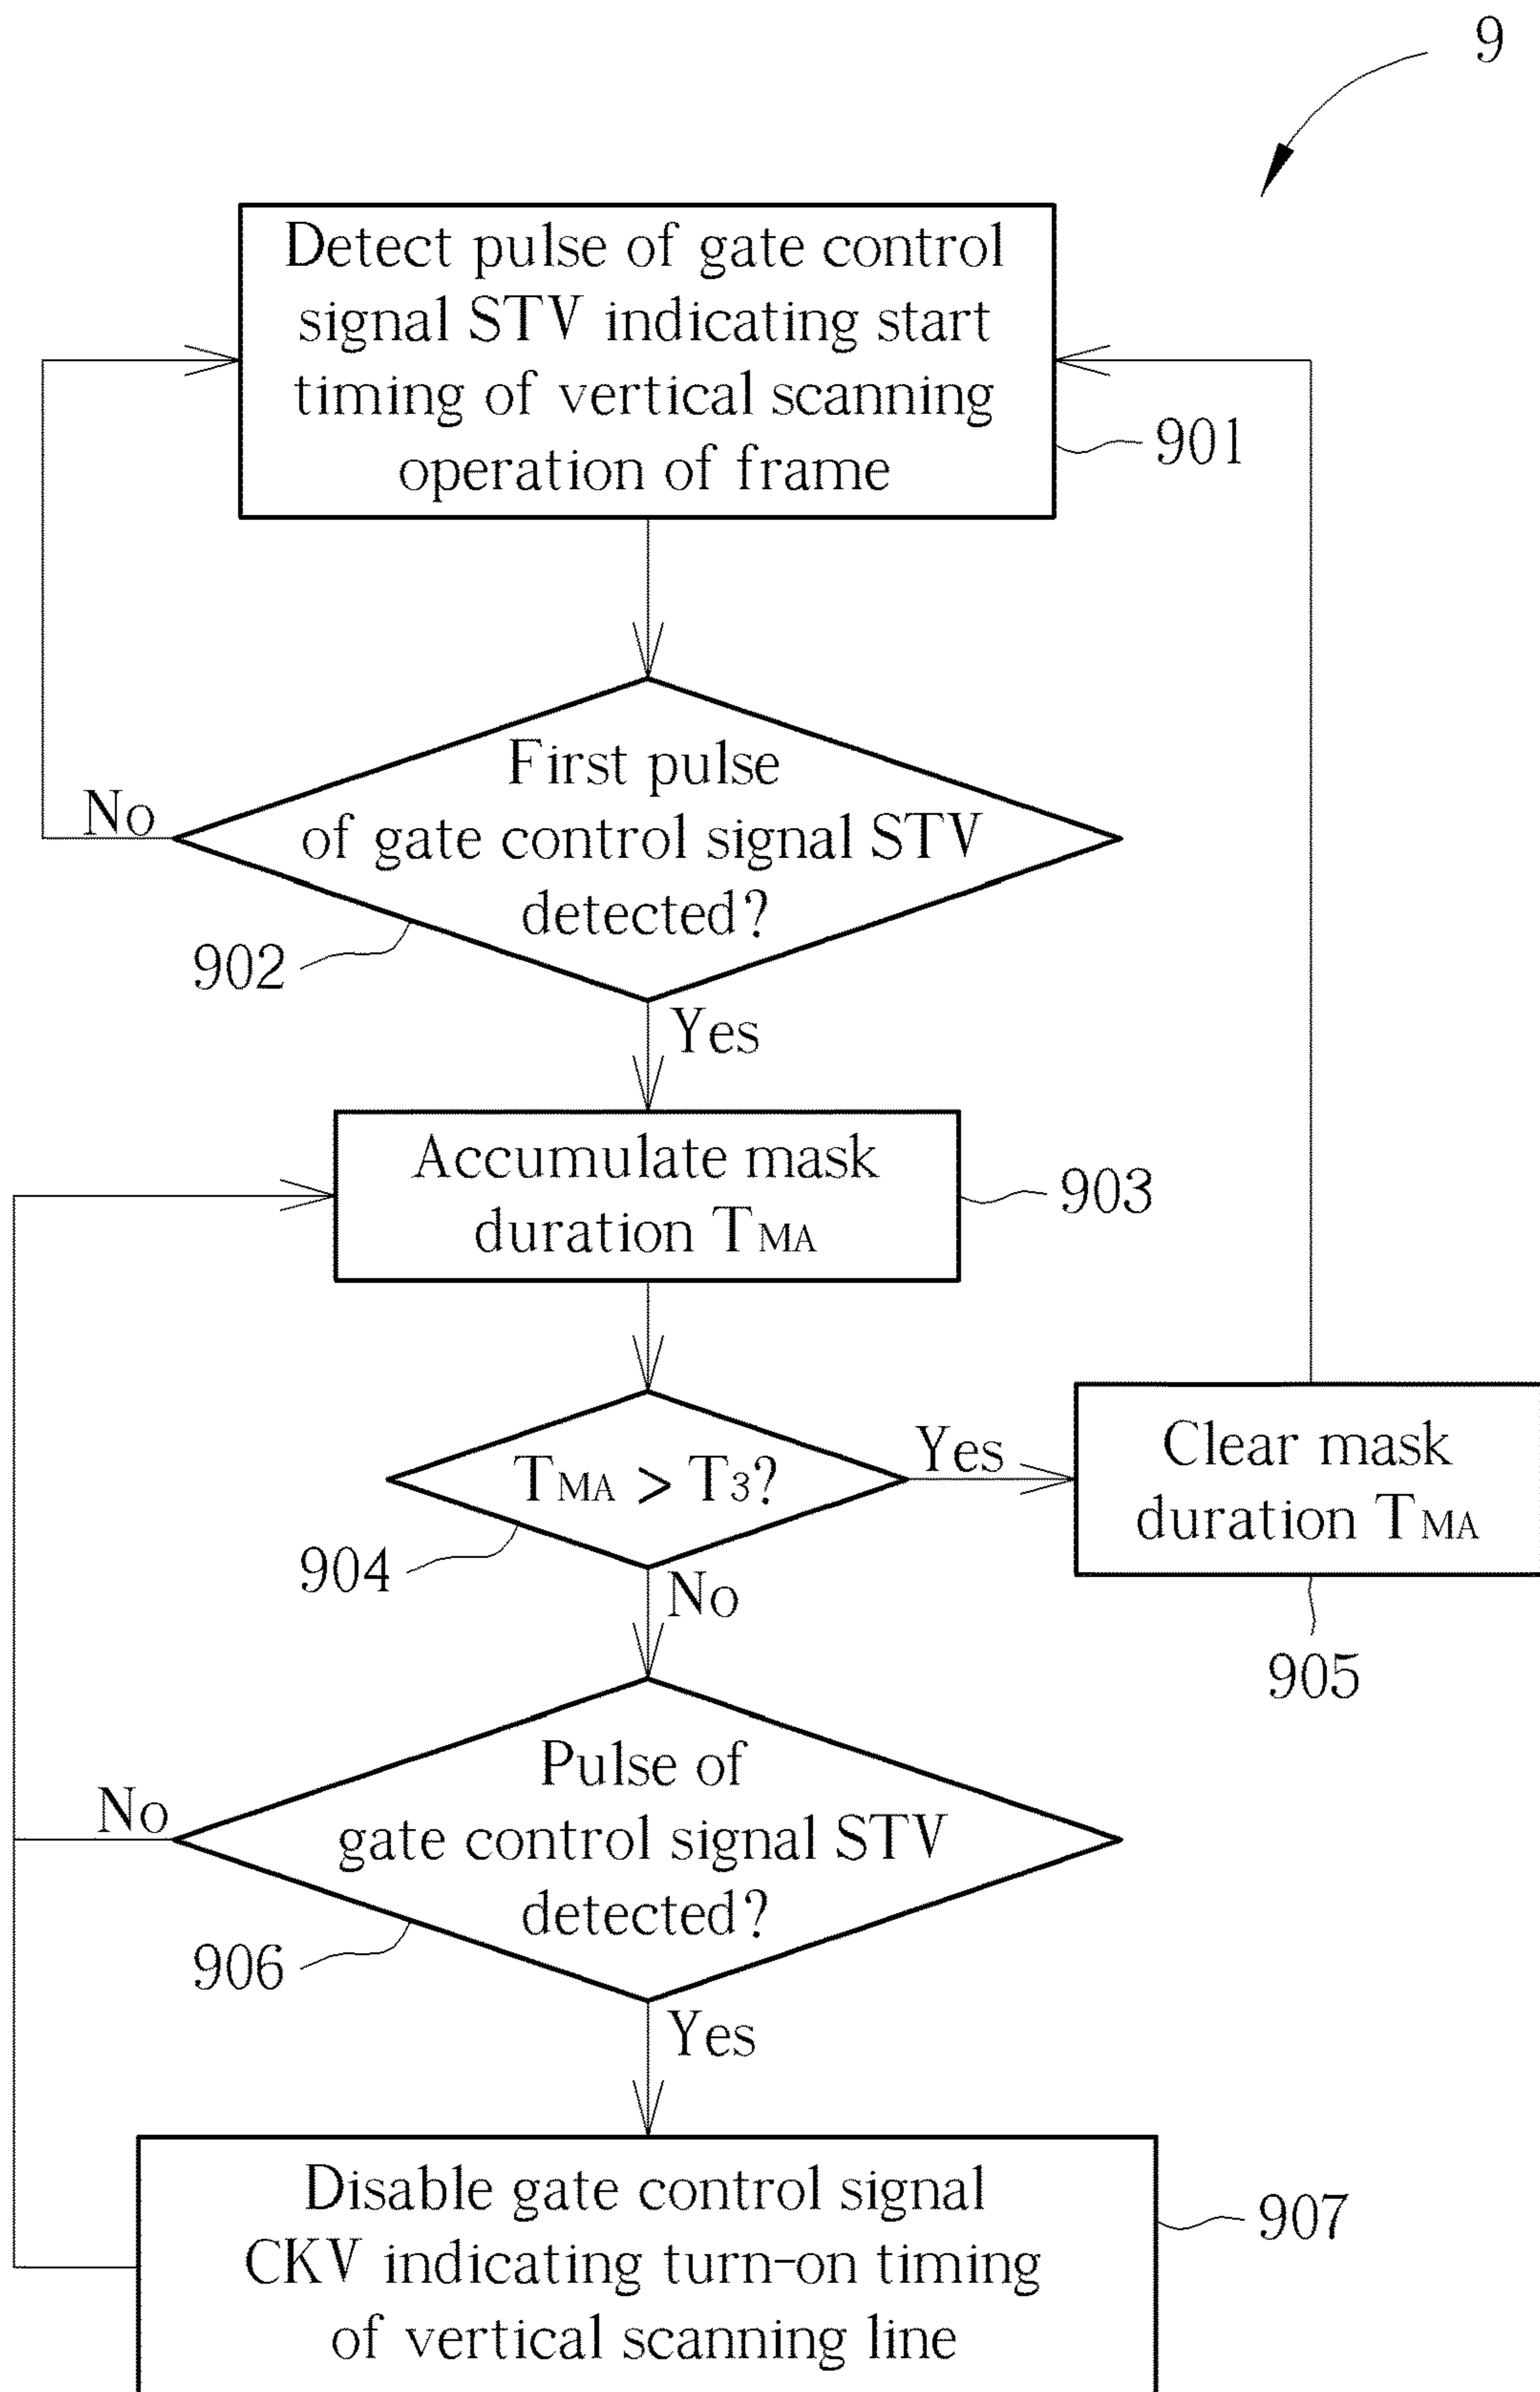 9
Detect pulse of gate control
signal STV indicating start
timing of vertical scanning
operation of frame
901
First pulse
of gate control signal STV
detected?
No
902
Yes
Accumulate mask
duration TMA
903
TMA > T3?
Yes
904
No
Clear mask
duration TMA
905
Pulse of
gate control signal STV
detected?
No
906
Yes
Disable gate control signal
CKV indicating turn-on timing
of vertical scanning line
907